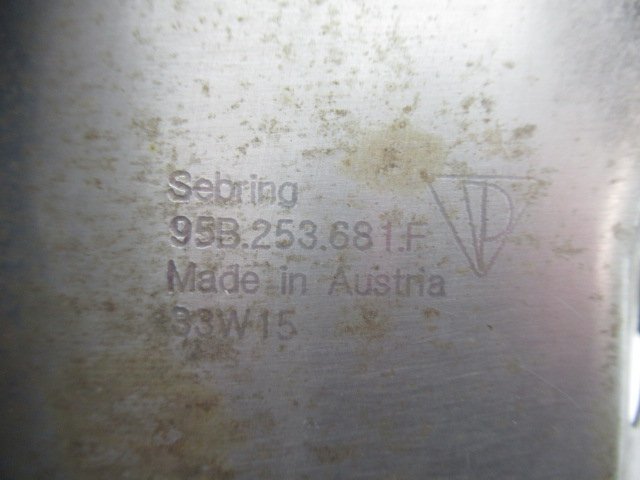 Sebring
95B.253.681.F
Made in Austria
33W15